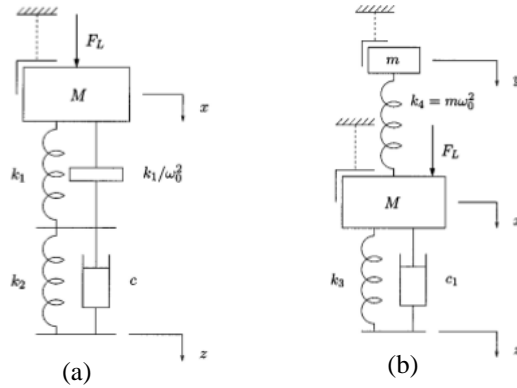 F_L
M
x
k_1
k_1/ω_0^2
k_2
c
z
(a)
m
k_4 = mω_0^2
F_L
M
k_3
c_1
(b)